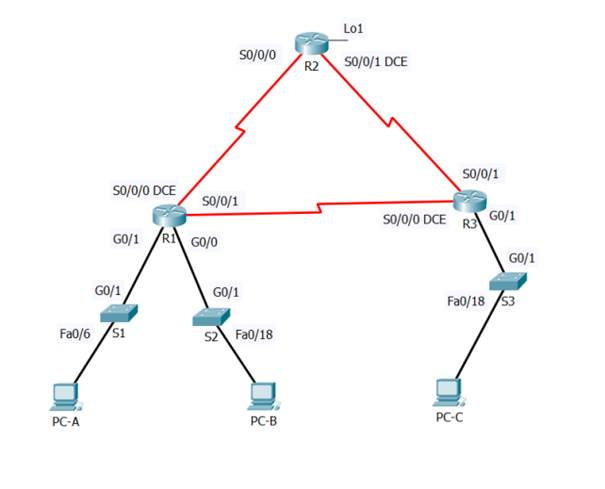 Lo1
S0/0/0
S0/0/1 DCE
R2
S0/0/1
S0/0/0 DCE
S0/0/1
S0/0/0 DCE
R3
G0/1
G0/1
R1
G0/0
G0/1
G0/1
G0/1
Fa0/18
S3
Fa0/6
S1
S2
Fa0/18
PC-A
PC-B
PC-C